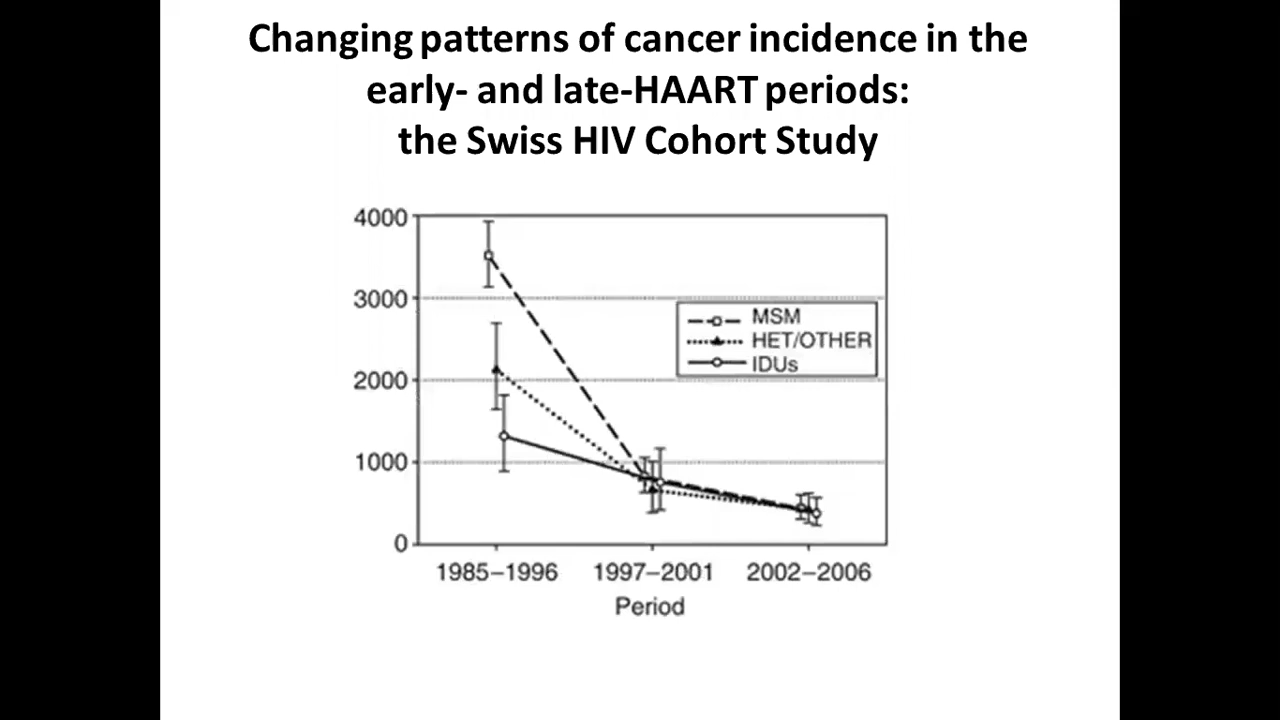 Changing patterns of cancer incidence in the
early- and late-HAART periods:
the Swiss HIV Cohort Study
4000
3000
2000
1000
0
MSM
HET/OTHER
IDUs
1985–1996
1997–2001
2002–2006
Period